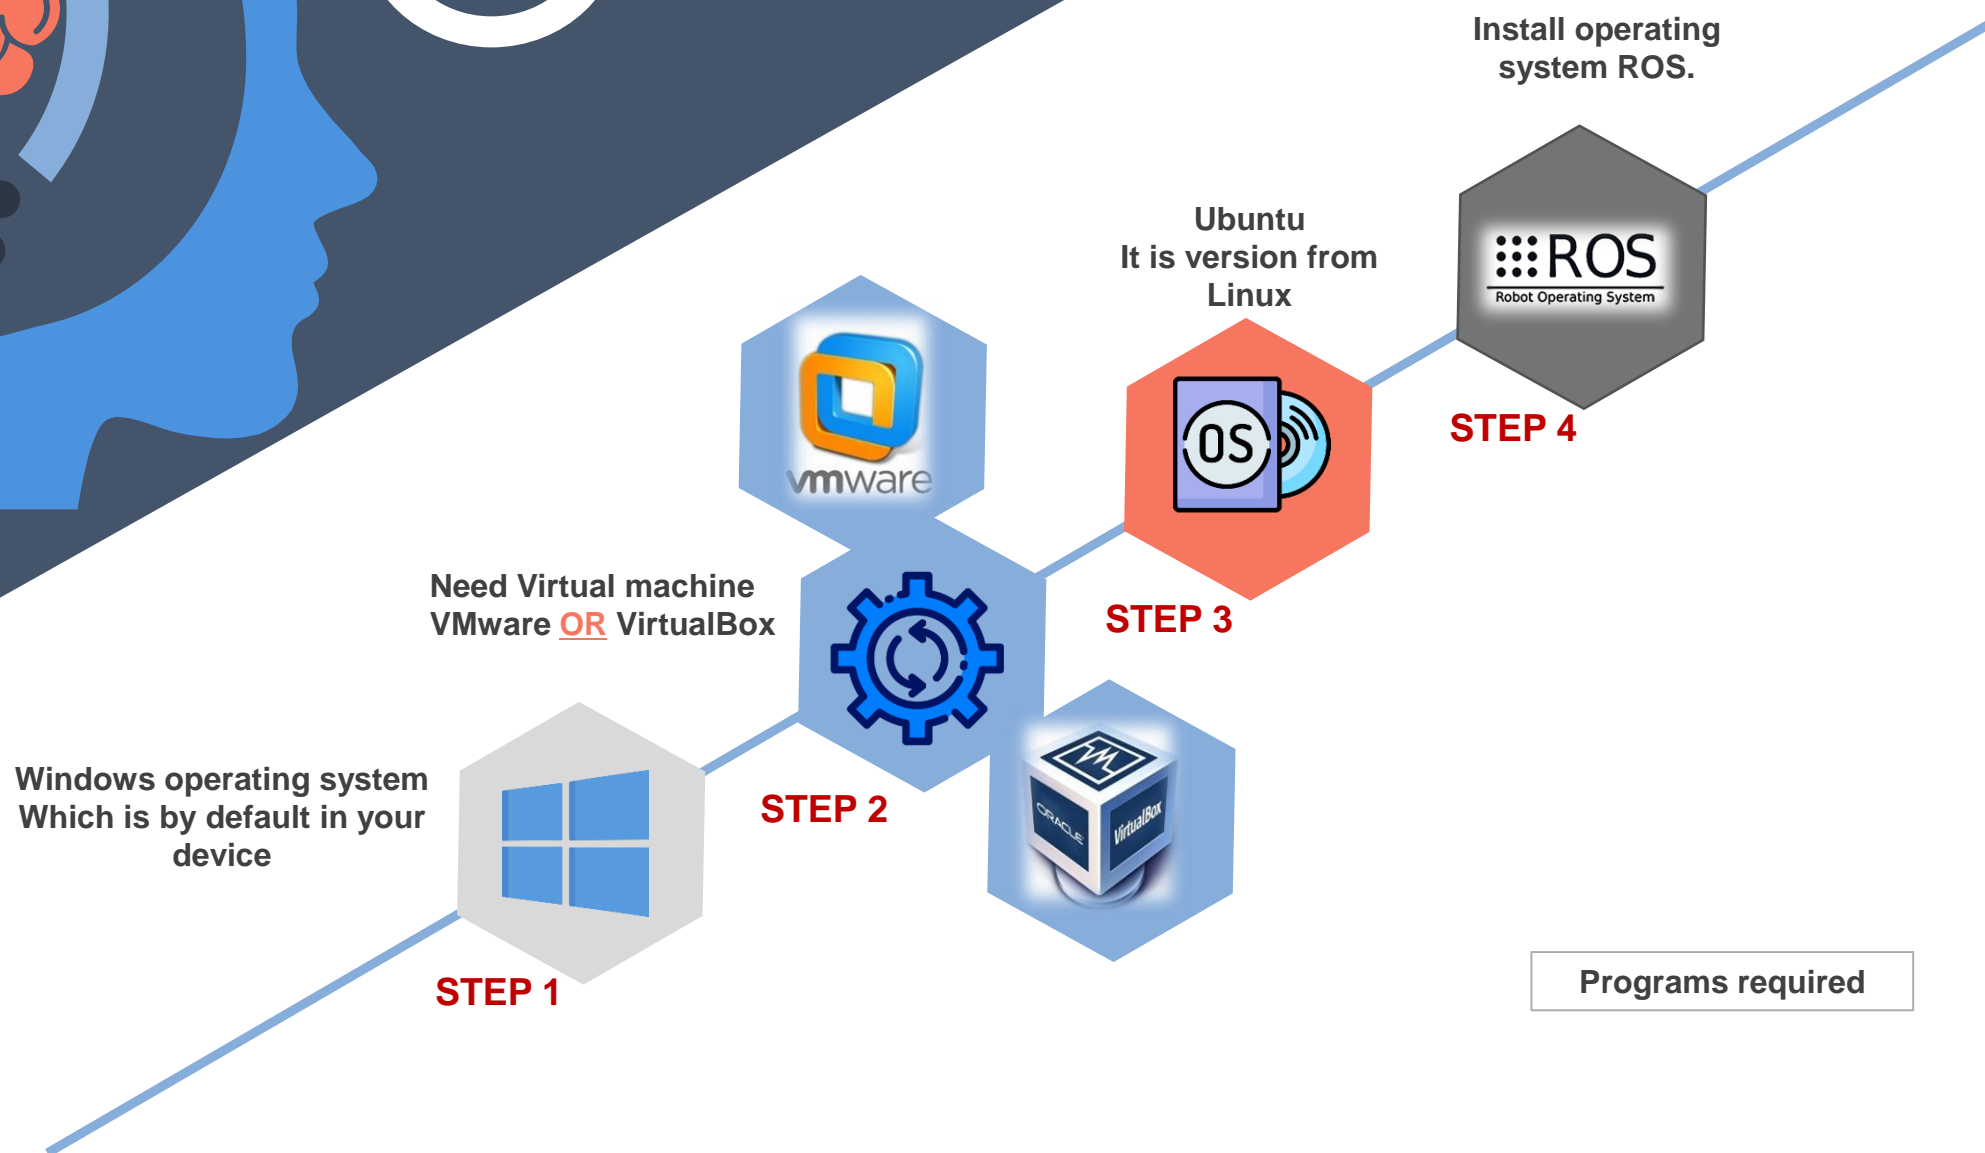 Install operating
system ROS.
ROS
Robot Operating System
STEP 4
Ubuntu
It is version from
Linux
OS
STEP 3
vmware
Need Virtual machine
VMware OR VirtualBox
ORACLE
VirtualBox
STEP 2
Windows operating system
Which is by default in your
device
STEP 1
Programs required